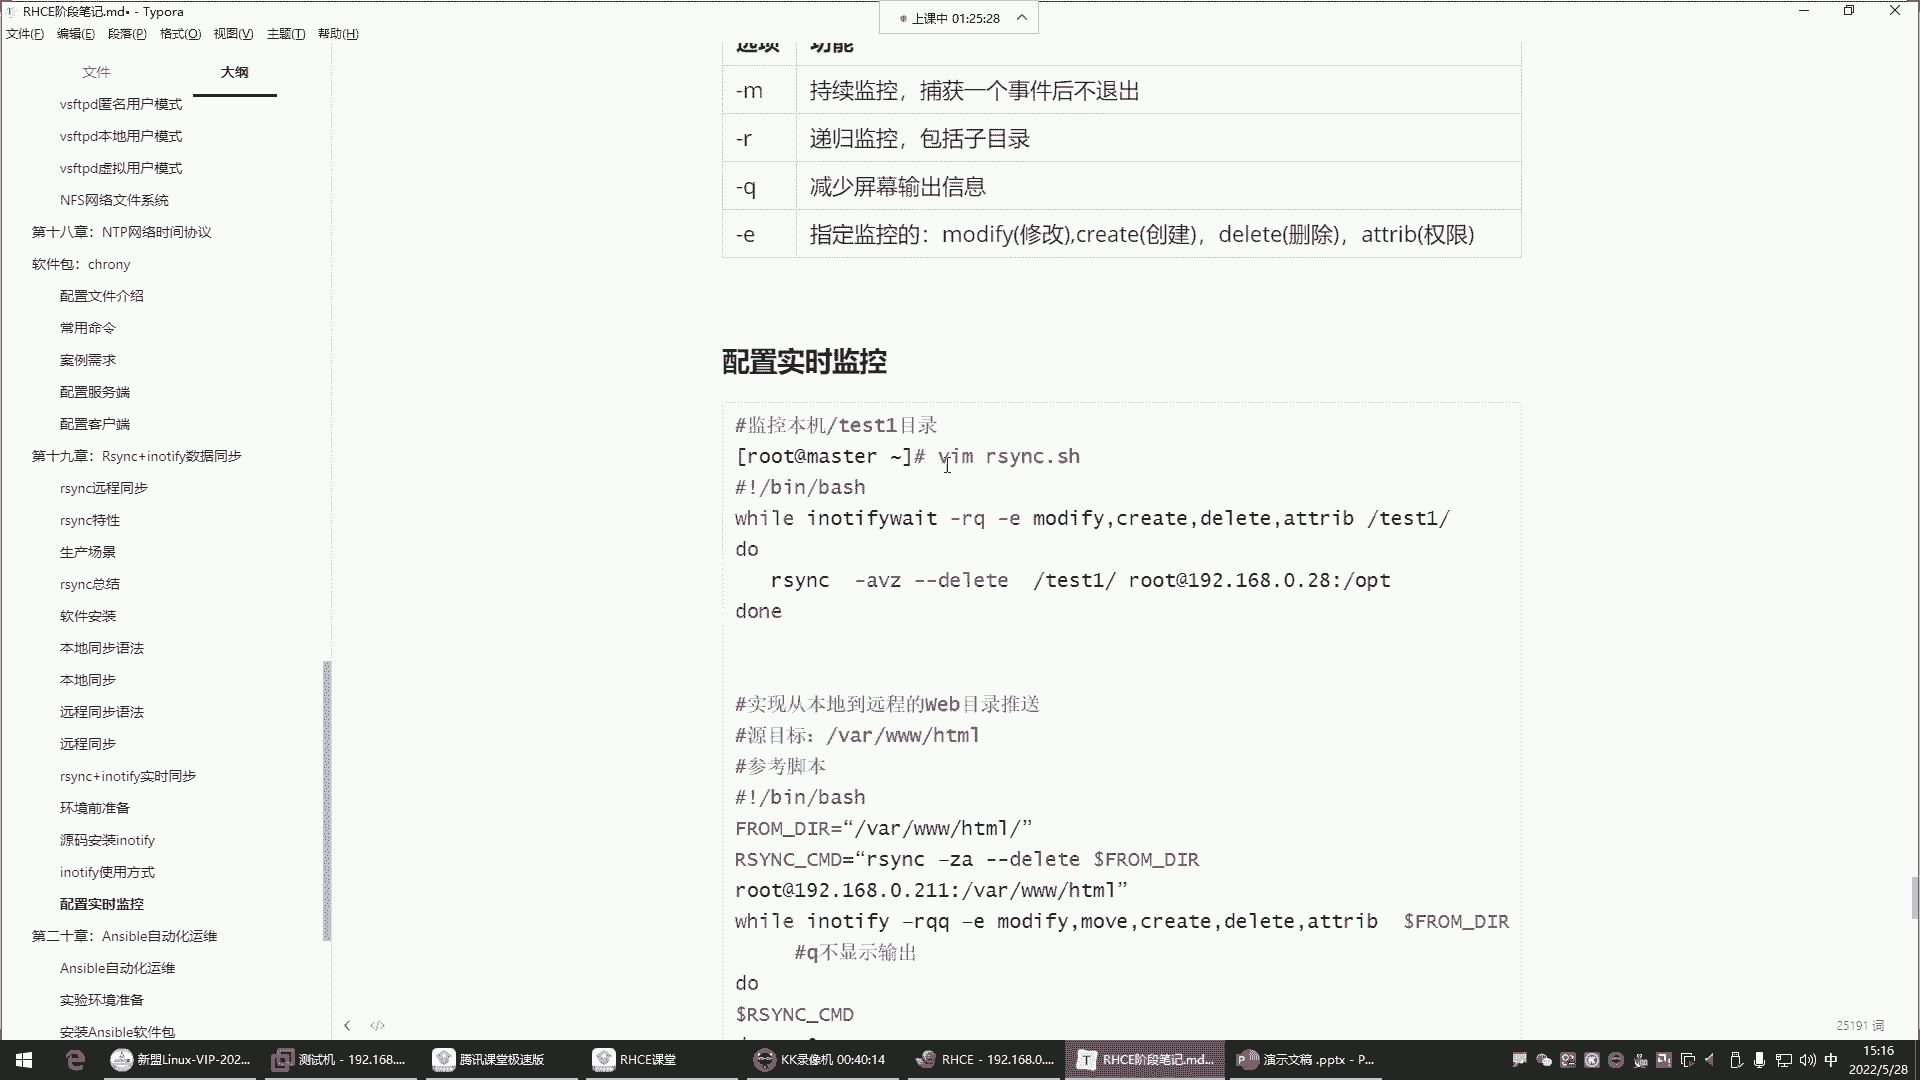 RHCE阶段笔记.md• - Typora
上课中 01:25:28
文件(F) 编辑(E) 段落(P) 格式(O) 视图(V) 主题(T) 帮助(H)
文件 大纲
vsftpd匿名用户模式
vsftpd本地用户模式
vsftpd虚拟用户模式
NFS网络文件系统
第十八章：NTP网络时间协议
软件包：chrony
配置文件介绍
常用命令
案例需求
配置服务端
配置客户端
第十九章：Rsync+inotify数据同步
rsync远程同步
rsync特性
生产场景
rsync总结
软件安装
本地同步语法
本地同步
远程同步语法
远程同步
rsync+inotify实时同步
环境前准备
源码安装inotify
inotify使用方式
配置实时监控
第二十章：Ansible自动化运维
Ansible自动化运维
实验环境准备
安装Ansible软件包
选项 功能
-m 持续监控，捕获一个事件后不退出
-r 递归监控，包括子目录
-q 减少屏幕输出信息
-e 指定监控的：modify(修改),create(创建)，delete(删除)，attrib(权限)
配置实时监控
#监控本机/test1目录
[root@master ~]# vim rsync.sh
#!/bin/bash
while inotifywait -rq -e modify,create,delete,attrib /test1/
do
rsync -avz --delete /test1/ root@192.168.0.28:/opt
done
#实现从本地到远程的Web目录推送
#源目标：/var/www/html
#参考脚本
#!/bin/bash
FROM_DIR=“/var/www/html/”
RSYNC_CMD=“rsync –za --delete $FROM_DIR
root@192.168.0.211:/var/www/html”
while inotify –rqq –e modify,move,create,delete,attrib $FROM_DIR
#q不显示输出
do
$RSYNC_CMD
25191 词
新盟Linux-VIP-202... 测试机 - 192.168.... 腾讯课堂极速版 RHCE课堂 KK录像机 00:40:14 RHCE - 192.168.0.... RHCE阶段笔记.md... 演示文稿 .pptx - P...
中
15:16
2022/5/28